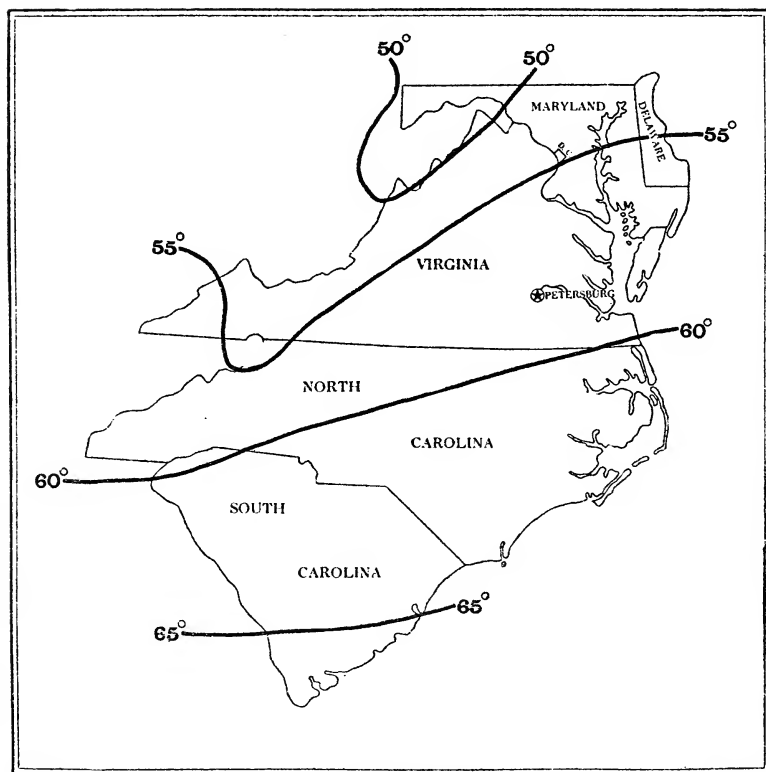 50°
50°
MARYLAND
DELAWARE
D. C.
55°
55°
VIRGINIA
PETERSBURG
60°
NORTH
CAROLINA
60°
SOUTH
CAROLINA
65°
65°